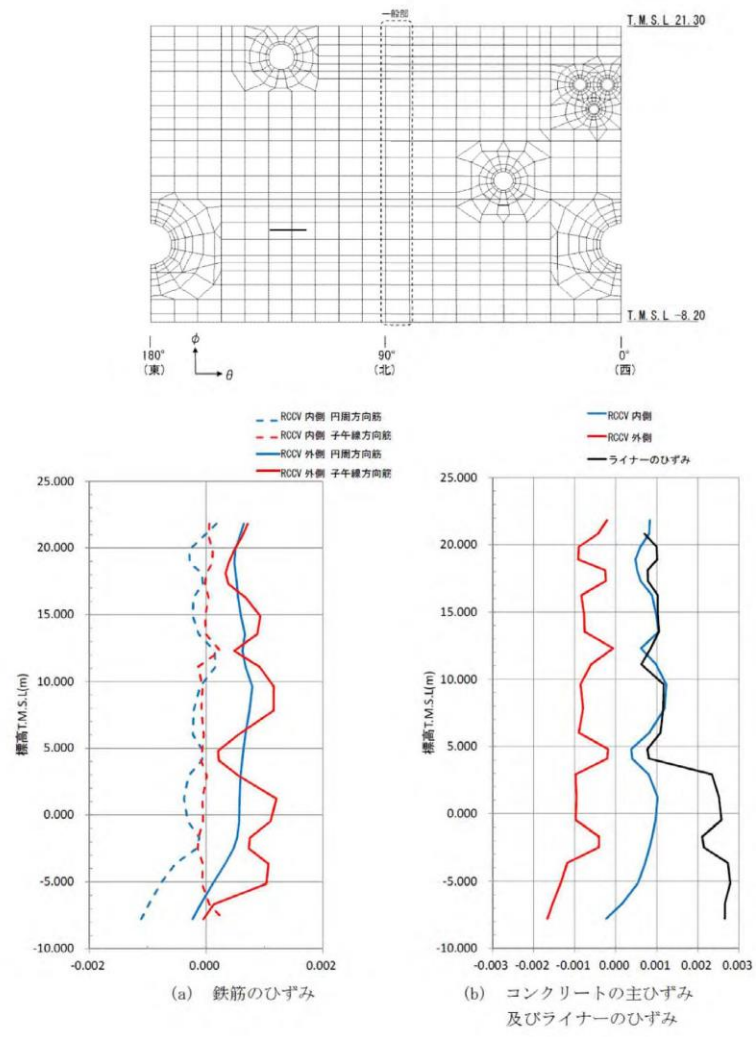 一般部
T.M.S.L 21.30
T.M.S.L -8.20
180° 90° 0°
(東) (北) (西)
φ
θ
RCCV 内側 円周方向筋
RCCV 内側 子午線方向筋
RCCV 外側 円周方向筋
RCCV 外側 子午線方向筋
25.000
20.000
15.000
10.000
5.000
0.000
-5.000
-10.000
標高T.M.S.L(m)
-0.002 0.000 0.002
(a) 鉄筋のひずみ
RCCV 内側
RCCV 外側
ライナーのひずみ
25.000
20.000
15.000
10.000
5.000
0.000
-5.000
-10.000
標高T.M.S.L(m)
-0.003 -0.002 -0.001 0.000 0.001 0.002 0.003
(b) コンクリートの主ひずみ
及びライナーのひずみ